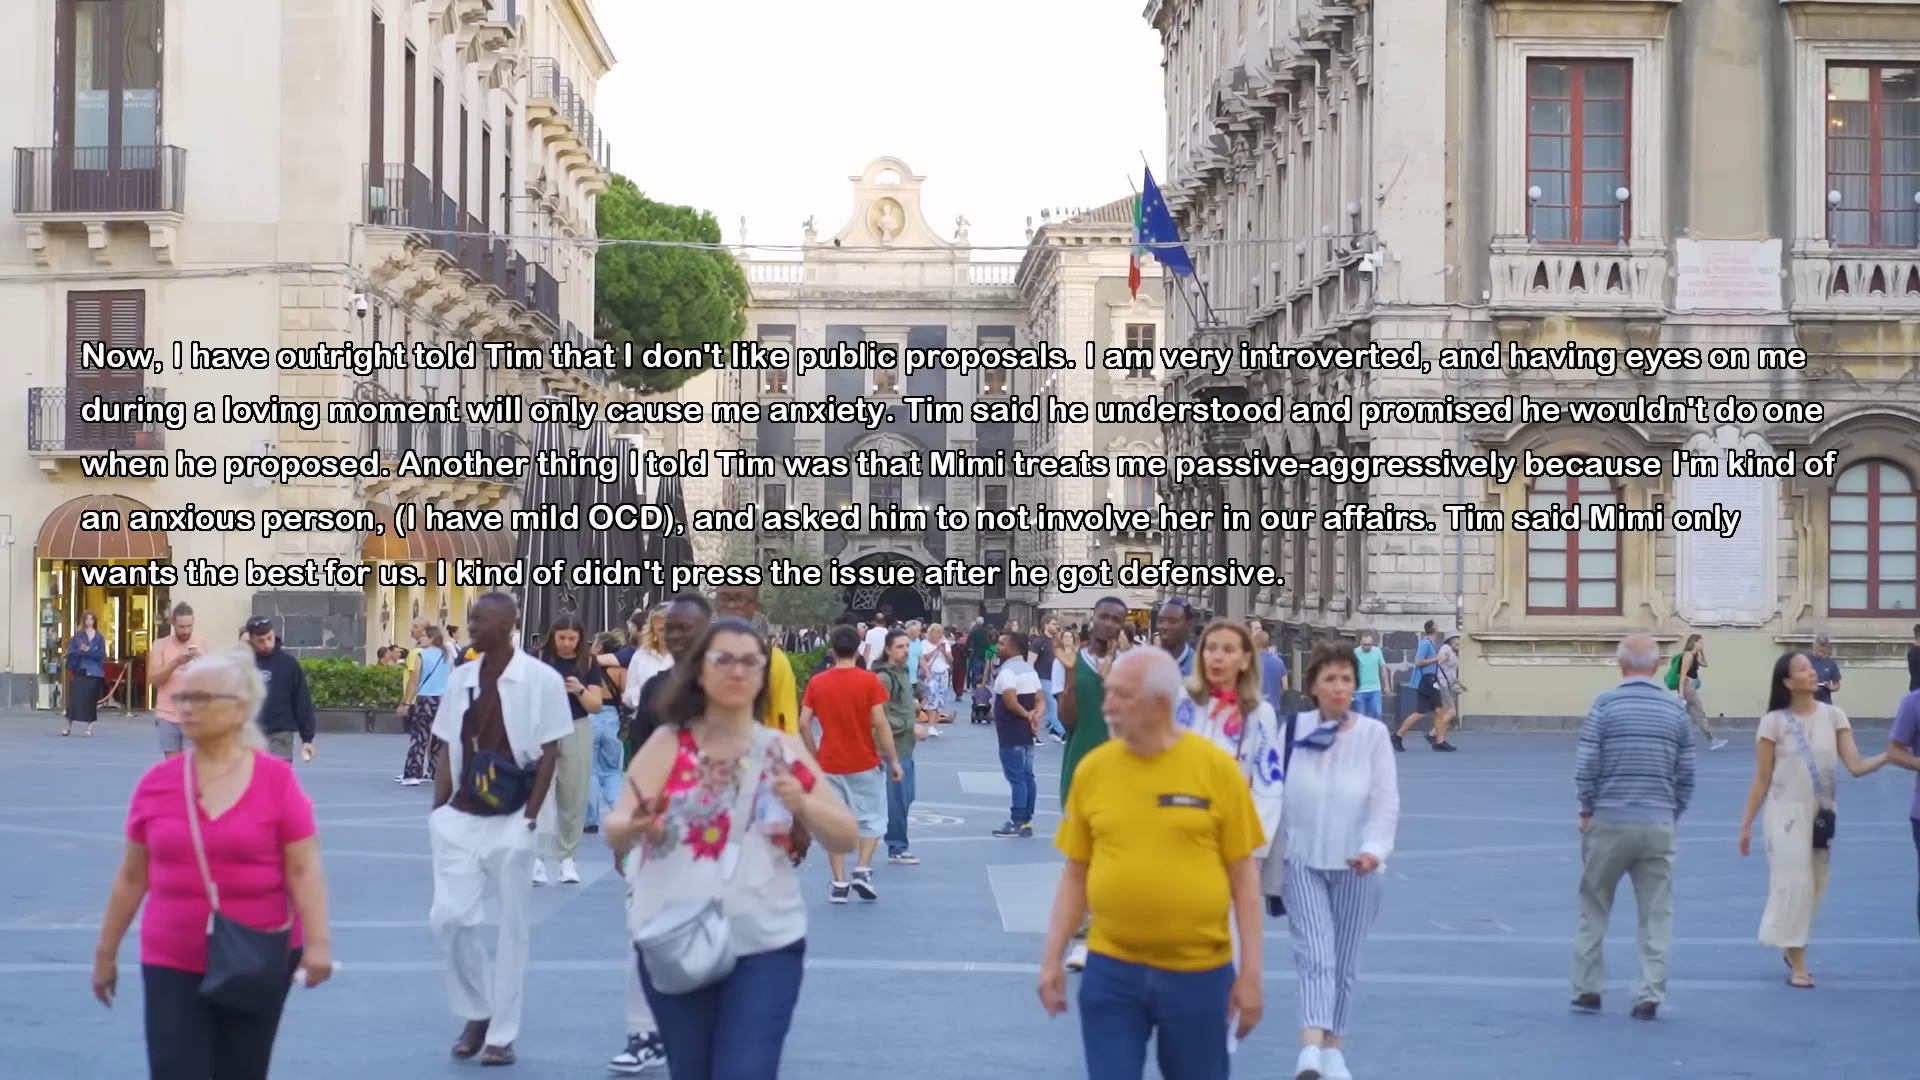 Now, I have outright told Tim that I don't like public proposals. I am very introverted, and having eyes on me
during a loving moment will only cause me anxiety. Tim said he understood and promised he wouldn't do one
when he proposed. Another thing I told Tim was that Mimi treats me passive-aggressively because I'm kind of
an anxious person, (I have mild OCD), and asked him to not involve her in our affairs. Tim said Mimi only
wants the best for us. I kind of didn't press the issue after he got defensive.